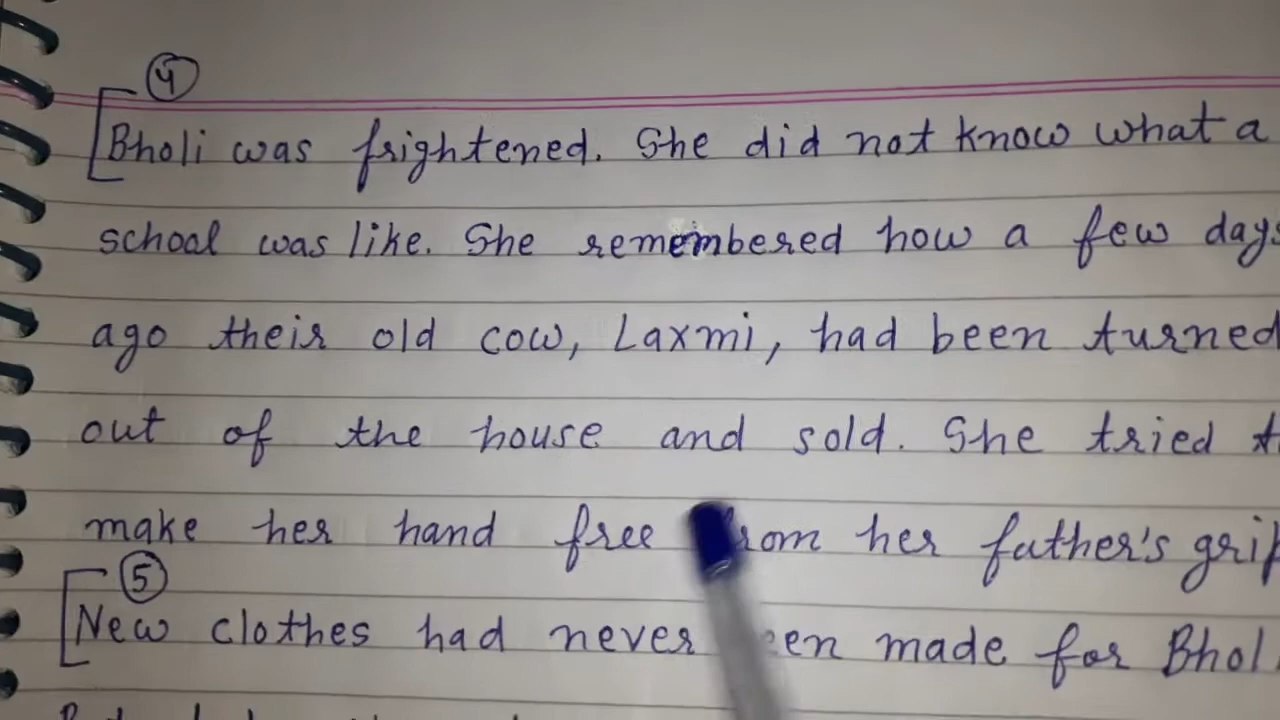 4
Bholi was frightened. She did not know what a
school was like. She remembered how a few days
ago their old cow, Laxmi, had been turned
out of the house and sold. She tried
make her hand free from her father's grip
5
New clothes had never made for